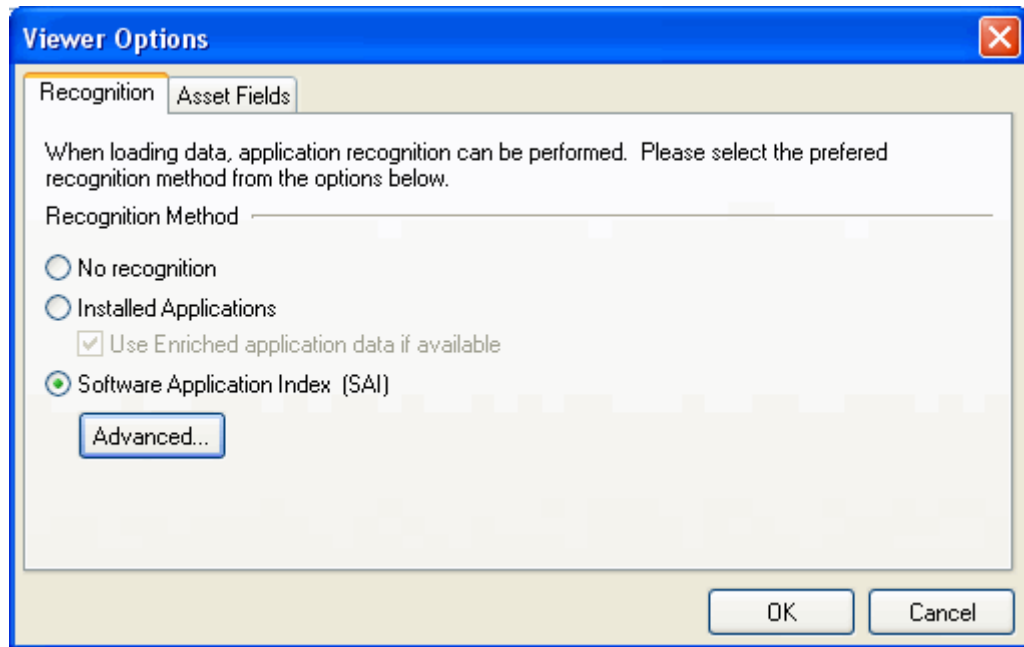 Viewer Options
Recognition
Asset Fields
When loading data, application recognition can be performed.  Please select the prefered
recognition method from the options below.
Recognition Method
No recognition
Installed Applications
Use Enriched application data if available
Software Application Index  (SAI)
Advanced...
OK
Cancel